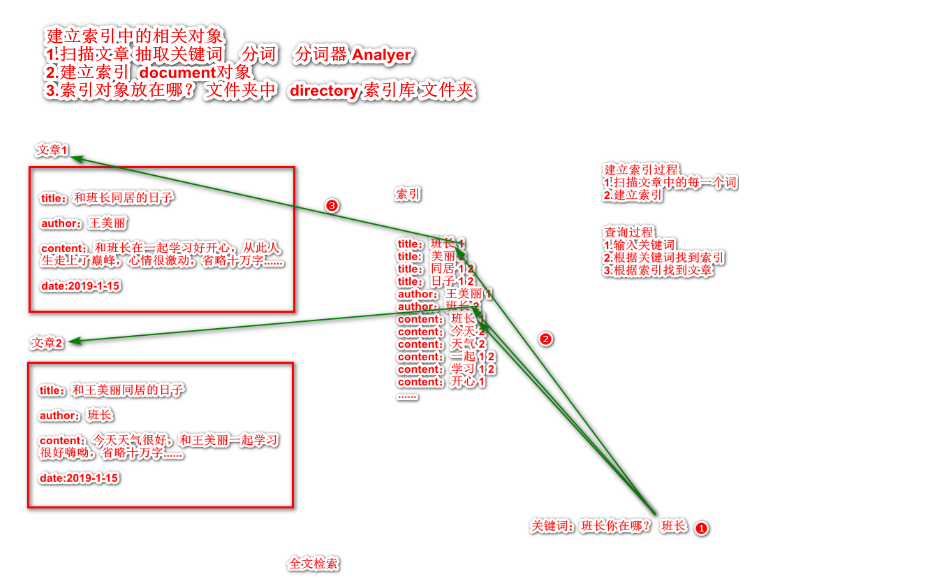 建立索引中的相关对象
1.扫描文章 抽取关键词 分词 分词器 Analyer
2.建立索引 document对象
3.索引对象放在哪？ 文件夹中 directory 索引库 文件夹
文章1
title：和班长同居的日子
author：王美丽
content：和班长在一起学习好开心，从此人
生走上了巅峰，心情很激动，省略十万字......
date:2019-1-15
文章2
title：和王美丽同居的日子
author：班长
content：今天天气很好，和王美丽一起学习
很好嗨呦，省略十万字......
date:2019-1-15
3
索引
title：班长 1
title：美丽 2
title：同居 1 2
title：日子 1 2
author：王美丽 1
author：班长 2
content：班长 1
content：今天 2
content：天气 2
content：一起 1 2
content：学习 1 2
content：开心 1
......
2
建立索引过程
1.扫描文章中的每一个词
2.建立索引
查询过程
1.输入关键词
2.根据关键词找到索引
3.根据索引找到文章
关键词：班长你在哪？ 班长 1
全文检索